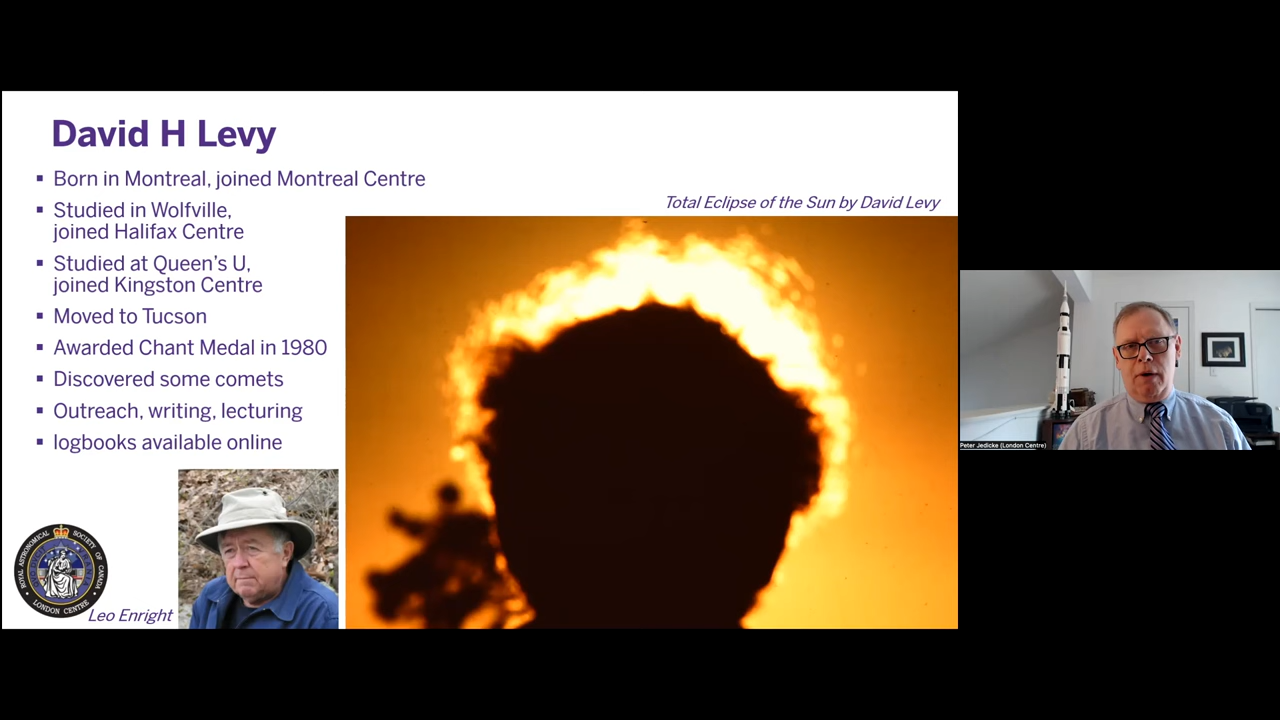 David H Levy
▪ Born in Montreal, joined Montreal Centre
Total Eclipse of the Sun by David Levy
▪ Studied in Wolfville,
joined Halifax Centre
▪ Studied at Queen’s U,
joined Kingston Centre
▪ Moved to Tucson
▪ Awarded Chant Medal in 1980
▪ Discovered some comets
▪ Outreach, writing, lecturing
▪ logbooks available online
ROYAL ASTRONOMICAL SOCIETY OF CANADA
LONDON CENTRE
Leo Enright
Peter Jedicke (London Centre)